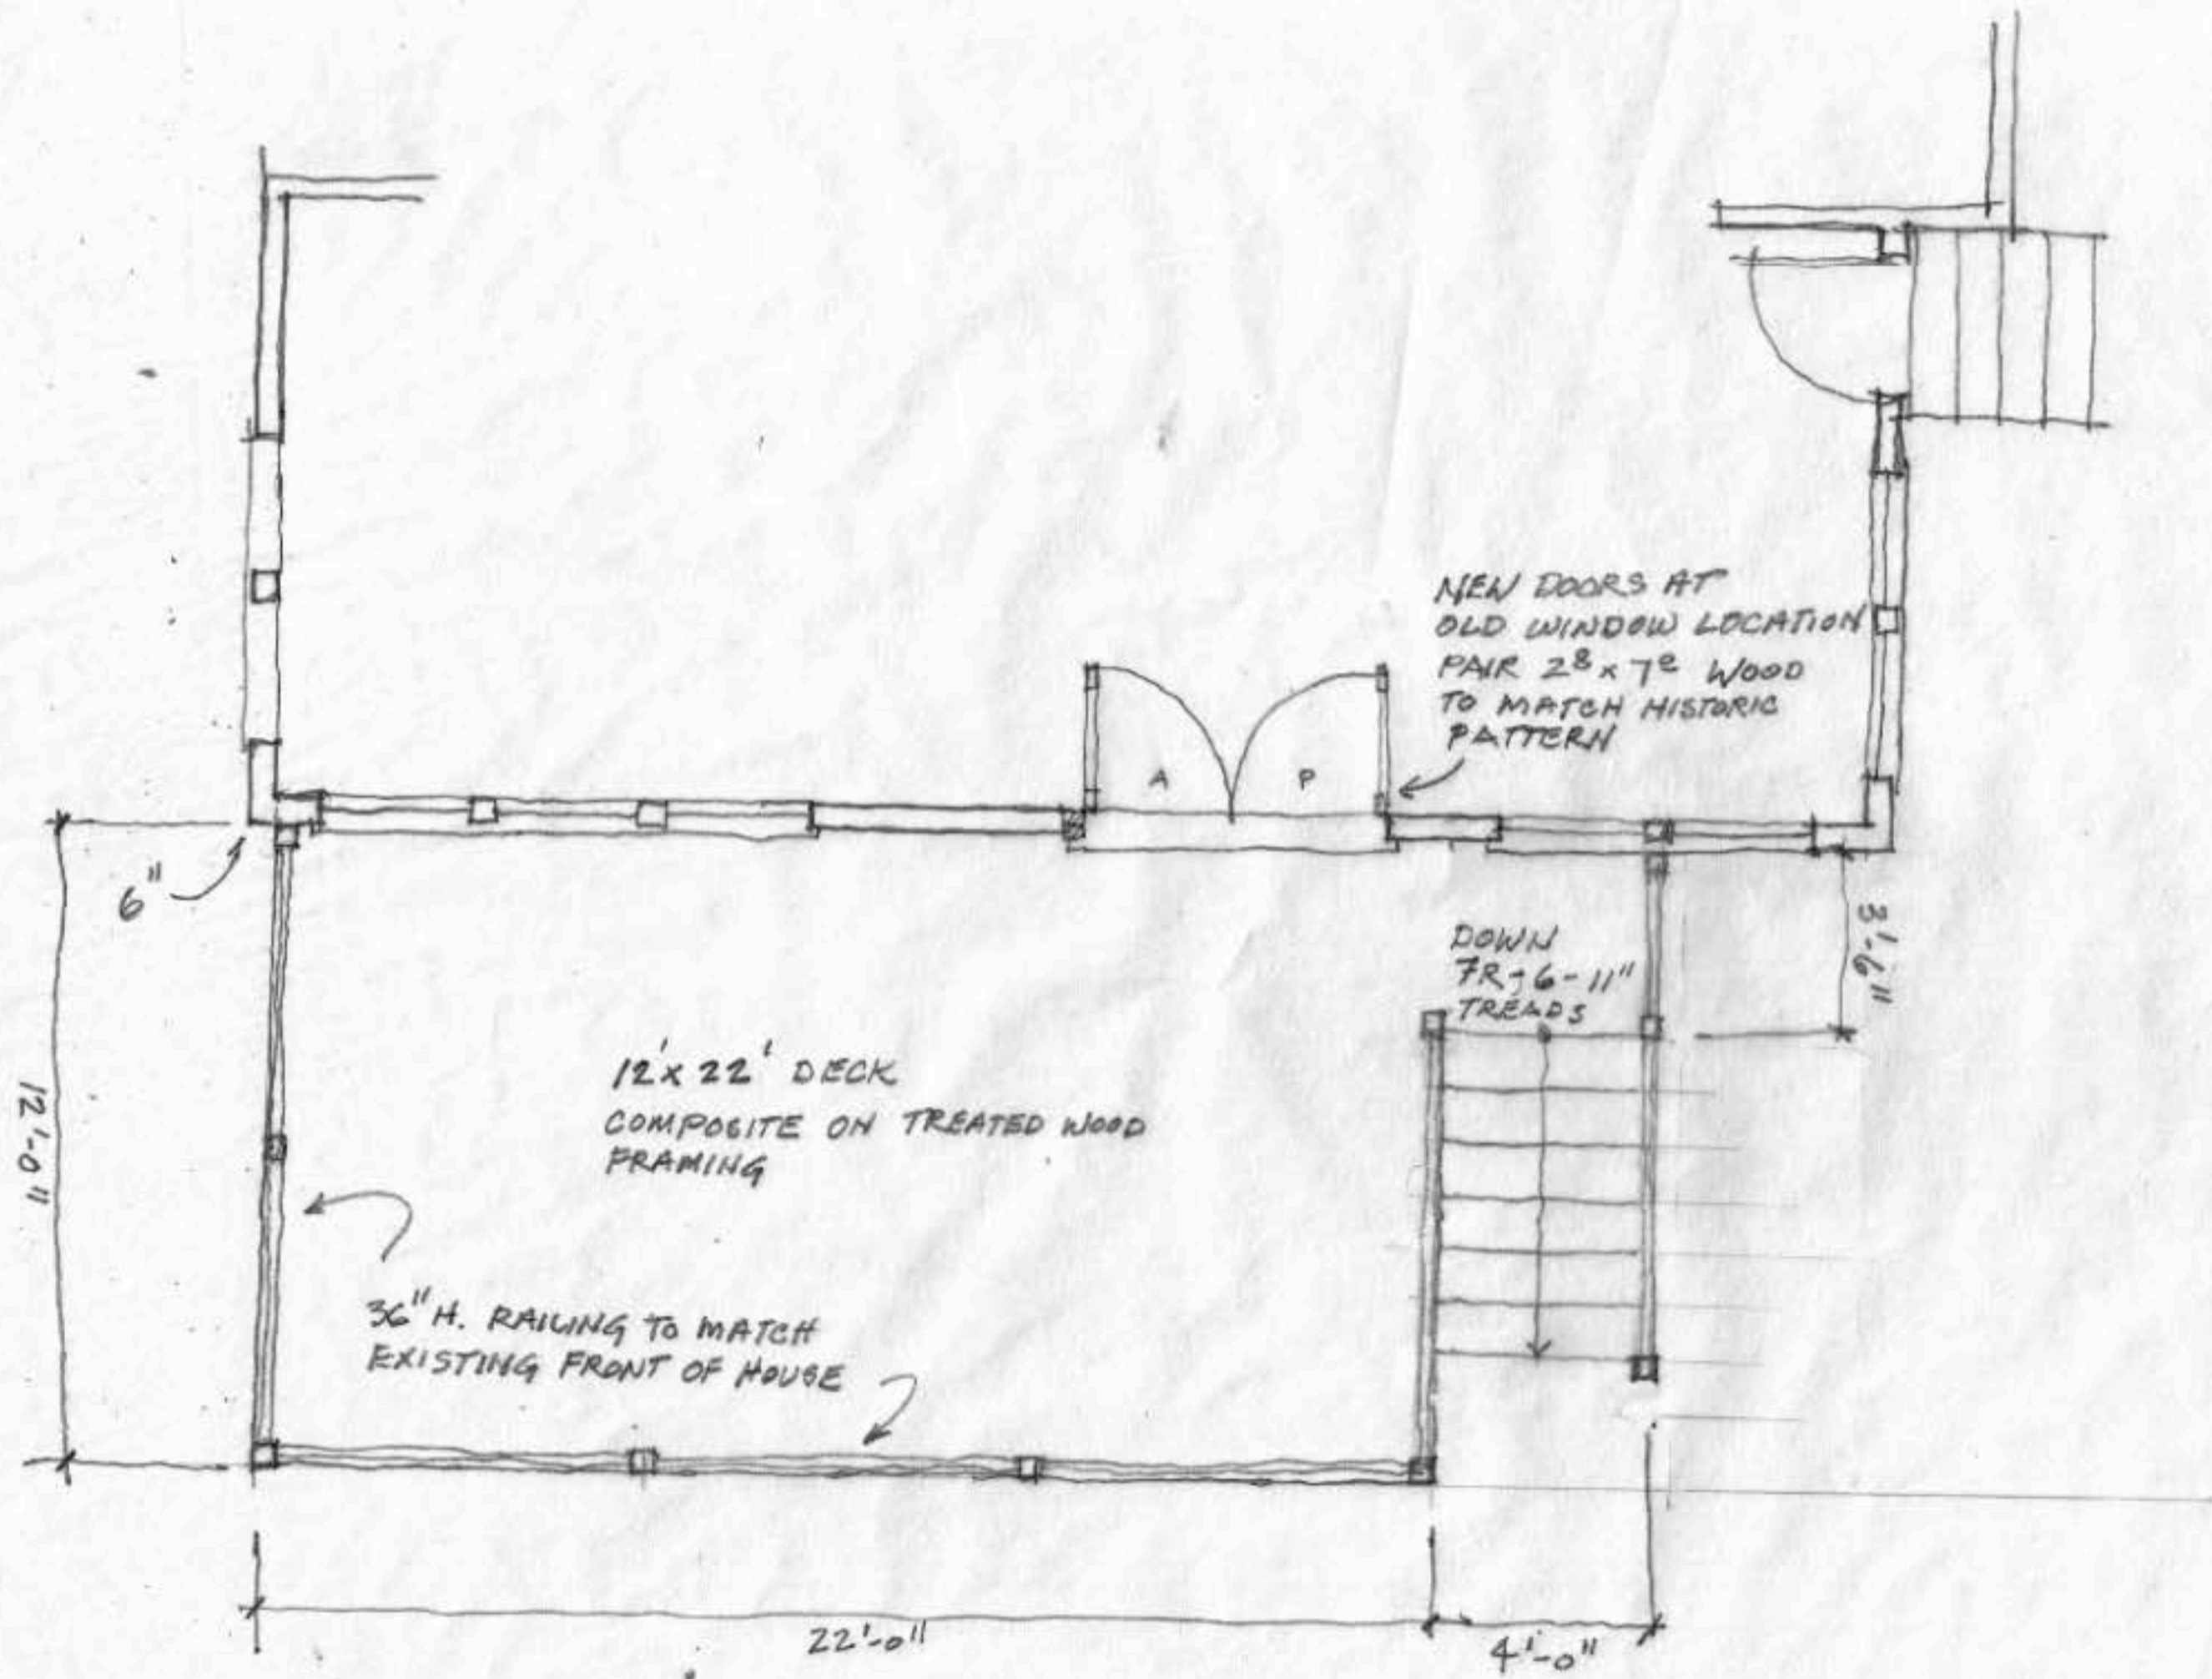 NEW DOORS AT
OLD WINDOW LOCATION
PAIR 2⁸ x 7⁰ WOOD
TO MATCH HISTORIC
PATTERN
A
P
6"
3'-6"
DOWN
7R-6-11"
TREADS
12' x 22' DECK
COMPOSITE ON TREATED WOOD
FRAMING
12'-0"
36" H. RAILING TO MATCH
EXISTING FRONT OF HOUSE
22'-0"
4'-0"